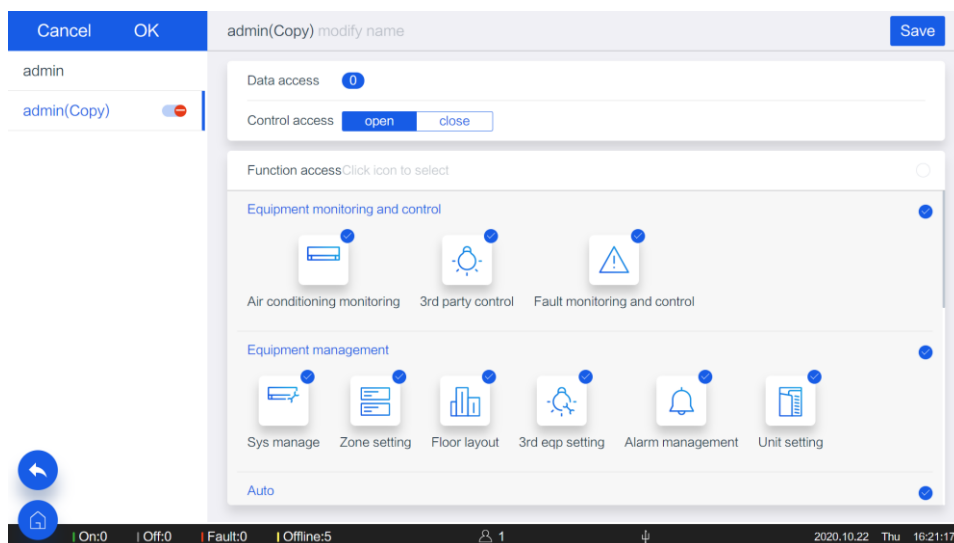 Cancel OK admin(Copy) modify name Save
admin
admin(Copy)
Data access 0
Control access open close
Function access Click icon to select
Equipment monitoring and control
Air conditioning monitoring 3rd party control Fault monitoring and control
Equipment management
Sys manage Zone setting Floor layout 3rd eqp setting Alarm management Unit setting
Auto
On:0 Off:0 Fault:0 Offline:5 1 2020.10.22 Thu 16:21:17